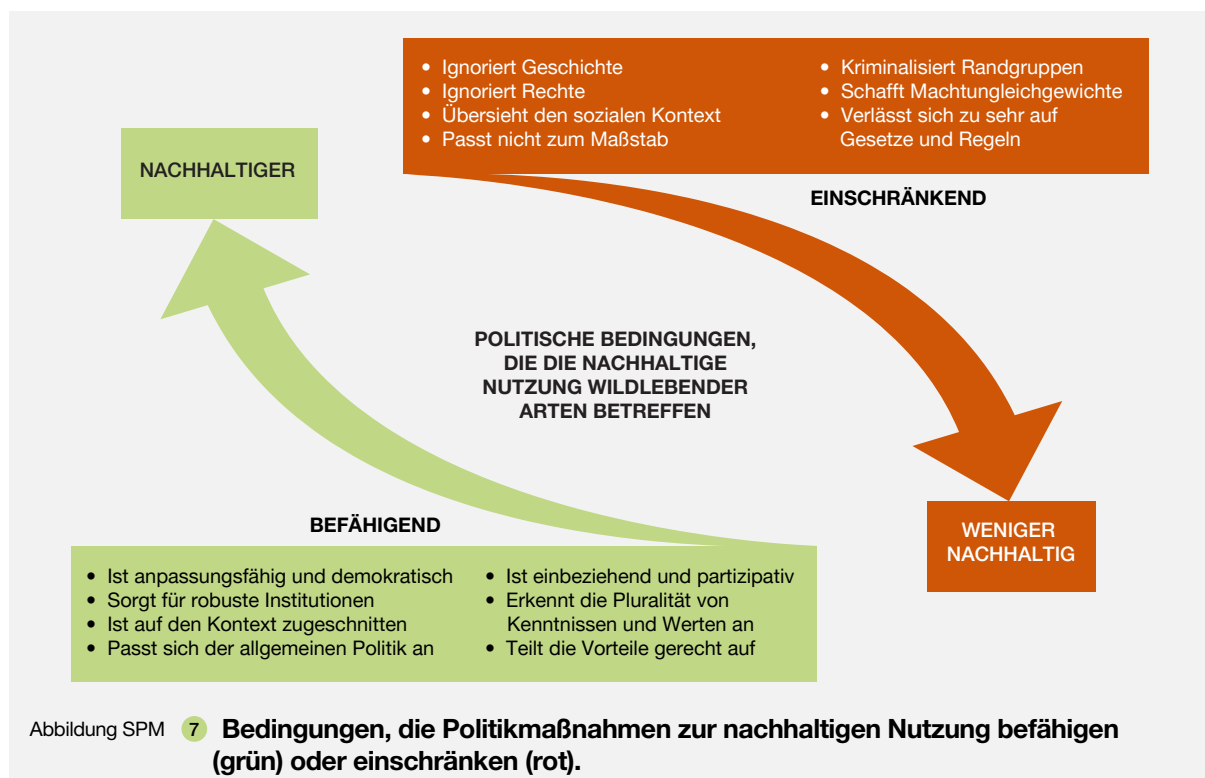 • Ignoriert Geschichte
• Ignoriert Rechte
• Übersieht den sozialen Kontext
• Passt nicht zum Maßstab
• Kriminalisiert Randgruppen
• Schafft Machtungleichgewichte
• Verlässt sich zu sehr auf
Gesetze und Regeln
NACHHALTIGER
EINSCHRÄNKEND
POLITISCHE BEDINGUNGEN,
DIE DIE NACHHALTIGE
NUTZUNG WILDLEBENDER
ARTEN BETREFFEN
BEFÄHIGEND
WENIGER
NACHHALTIG
• Ist anpassungsfähig und demokratisch
• Sorgt für robuste Institutionen
• Ist auf den Kontext zugeschnitten
• Passt sich der allgemeinen Politik an
• Ist einbeziehend und partizipativ
• Erkennt die Pluralität von
Kenntnissen und Werten an
• Teilt die Vorteile gerecht auf
Abbildung SPM 7 Bedingungen, die Politikmaßnahmen zur nachhaltigen Nutzung befähigen
(grün) oder einschränken (rot).